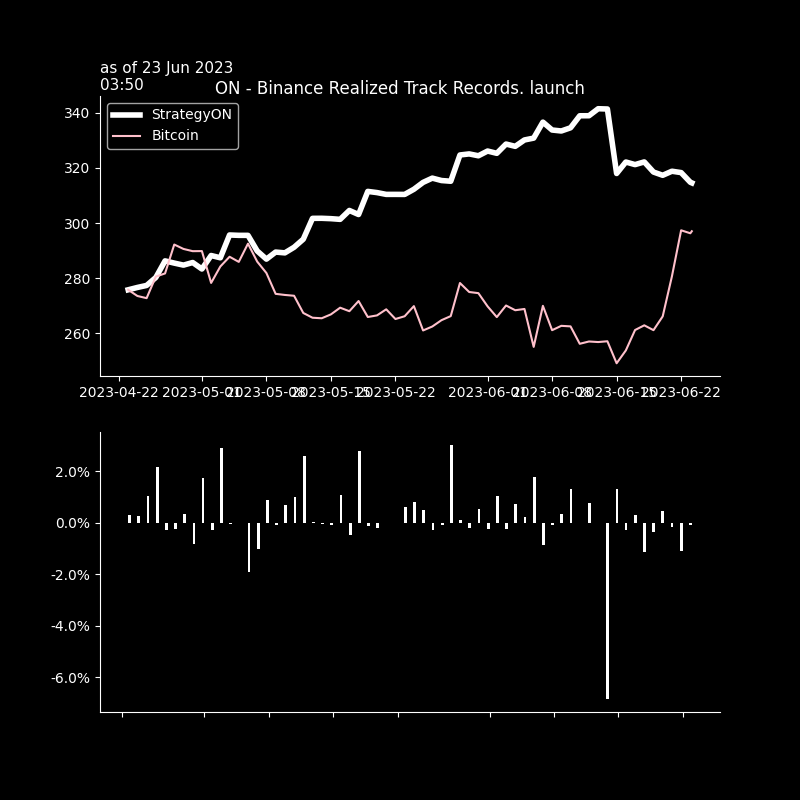 as of 23 Jun 2023
03:50
ON - Binance Realized Track Records. launch
StrategyON
Bitcoin
340
320
300
280
260
2023-04-22 2023-05-01 2023-05-08 2023-05-15 2023-05-22 2023-06-01 2023-06-08 2023-06-15 2023-06-22
2.0%
0.0%
-2.0%
-4.0%
-6.0%